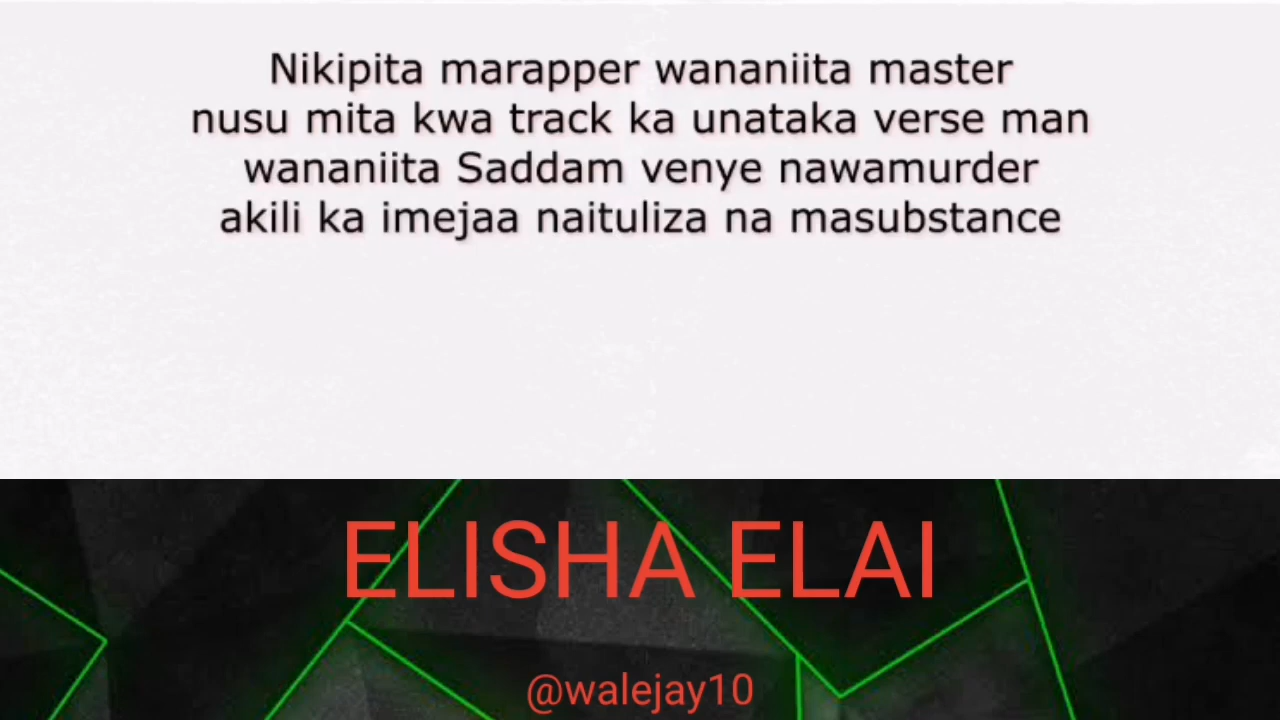 Nikipita marapper wananiita master
nusu mita kwa track ka unataka verse man
wananiita Saddam venye nawamurder
akili ka imejaa naituliza na masubstance
ELISHA ELAI
@walejay10